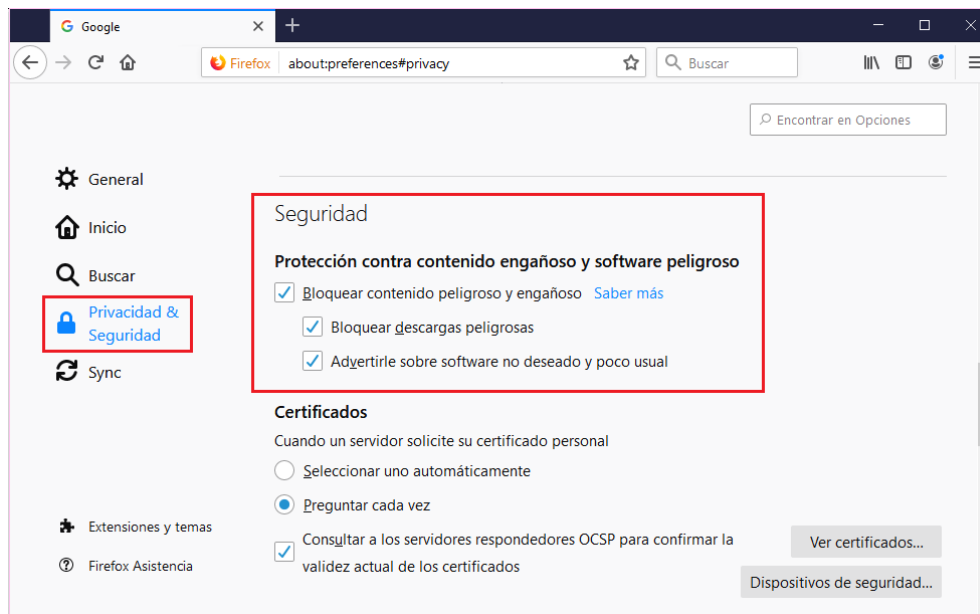 Google
Firefox about:preferences#privacy
Buscar
Encontrar en Opciones
General
Inicio
Buscar
Privacidad &
Seguridad
Sync
Extensiones y temas
Firefox Asistencia
Seguridad
Protección contra contenido engañoso y software peligroso
Bloquear contenido peligroso y engañoso Saber más
Bloquear descargas peligrosas
Advertirle sobre software no deseado y poco usual
Certificados
Cuando un servidor solicite su certificado personal
Seleccionar uno automáticamente
Preguntar cada vez
Consultar a los servidores respondedores OCSP para confirmar la
validez actual de los certificados
Ver certificados...
Dispositivos de seguridad...